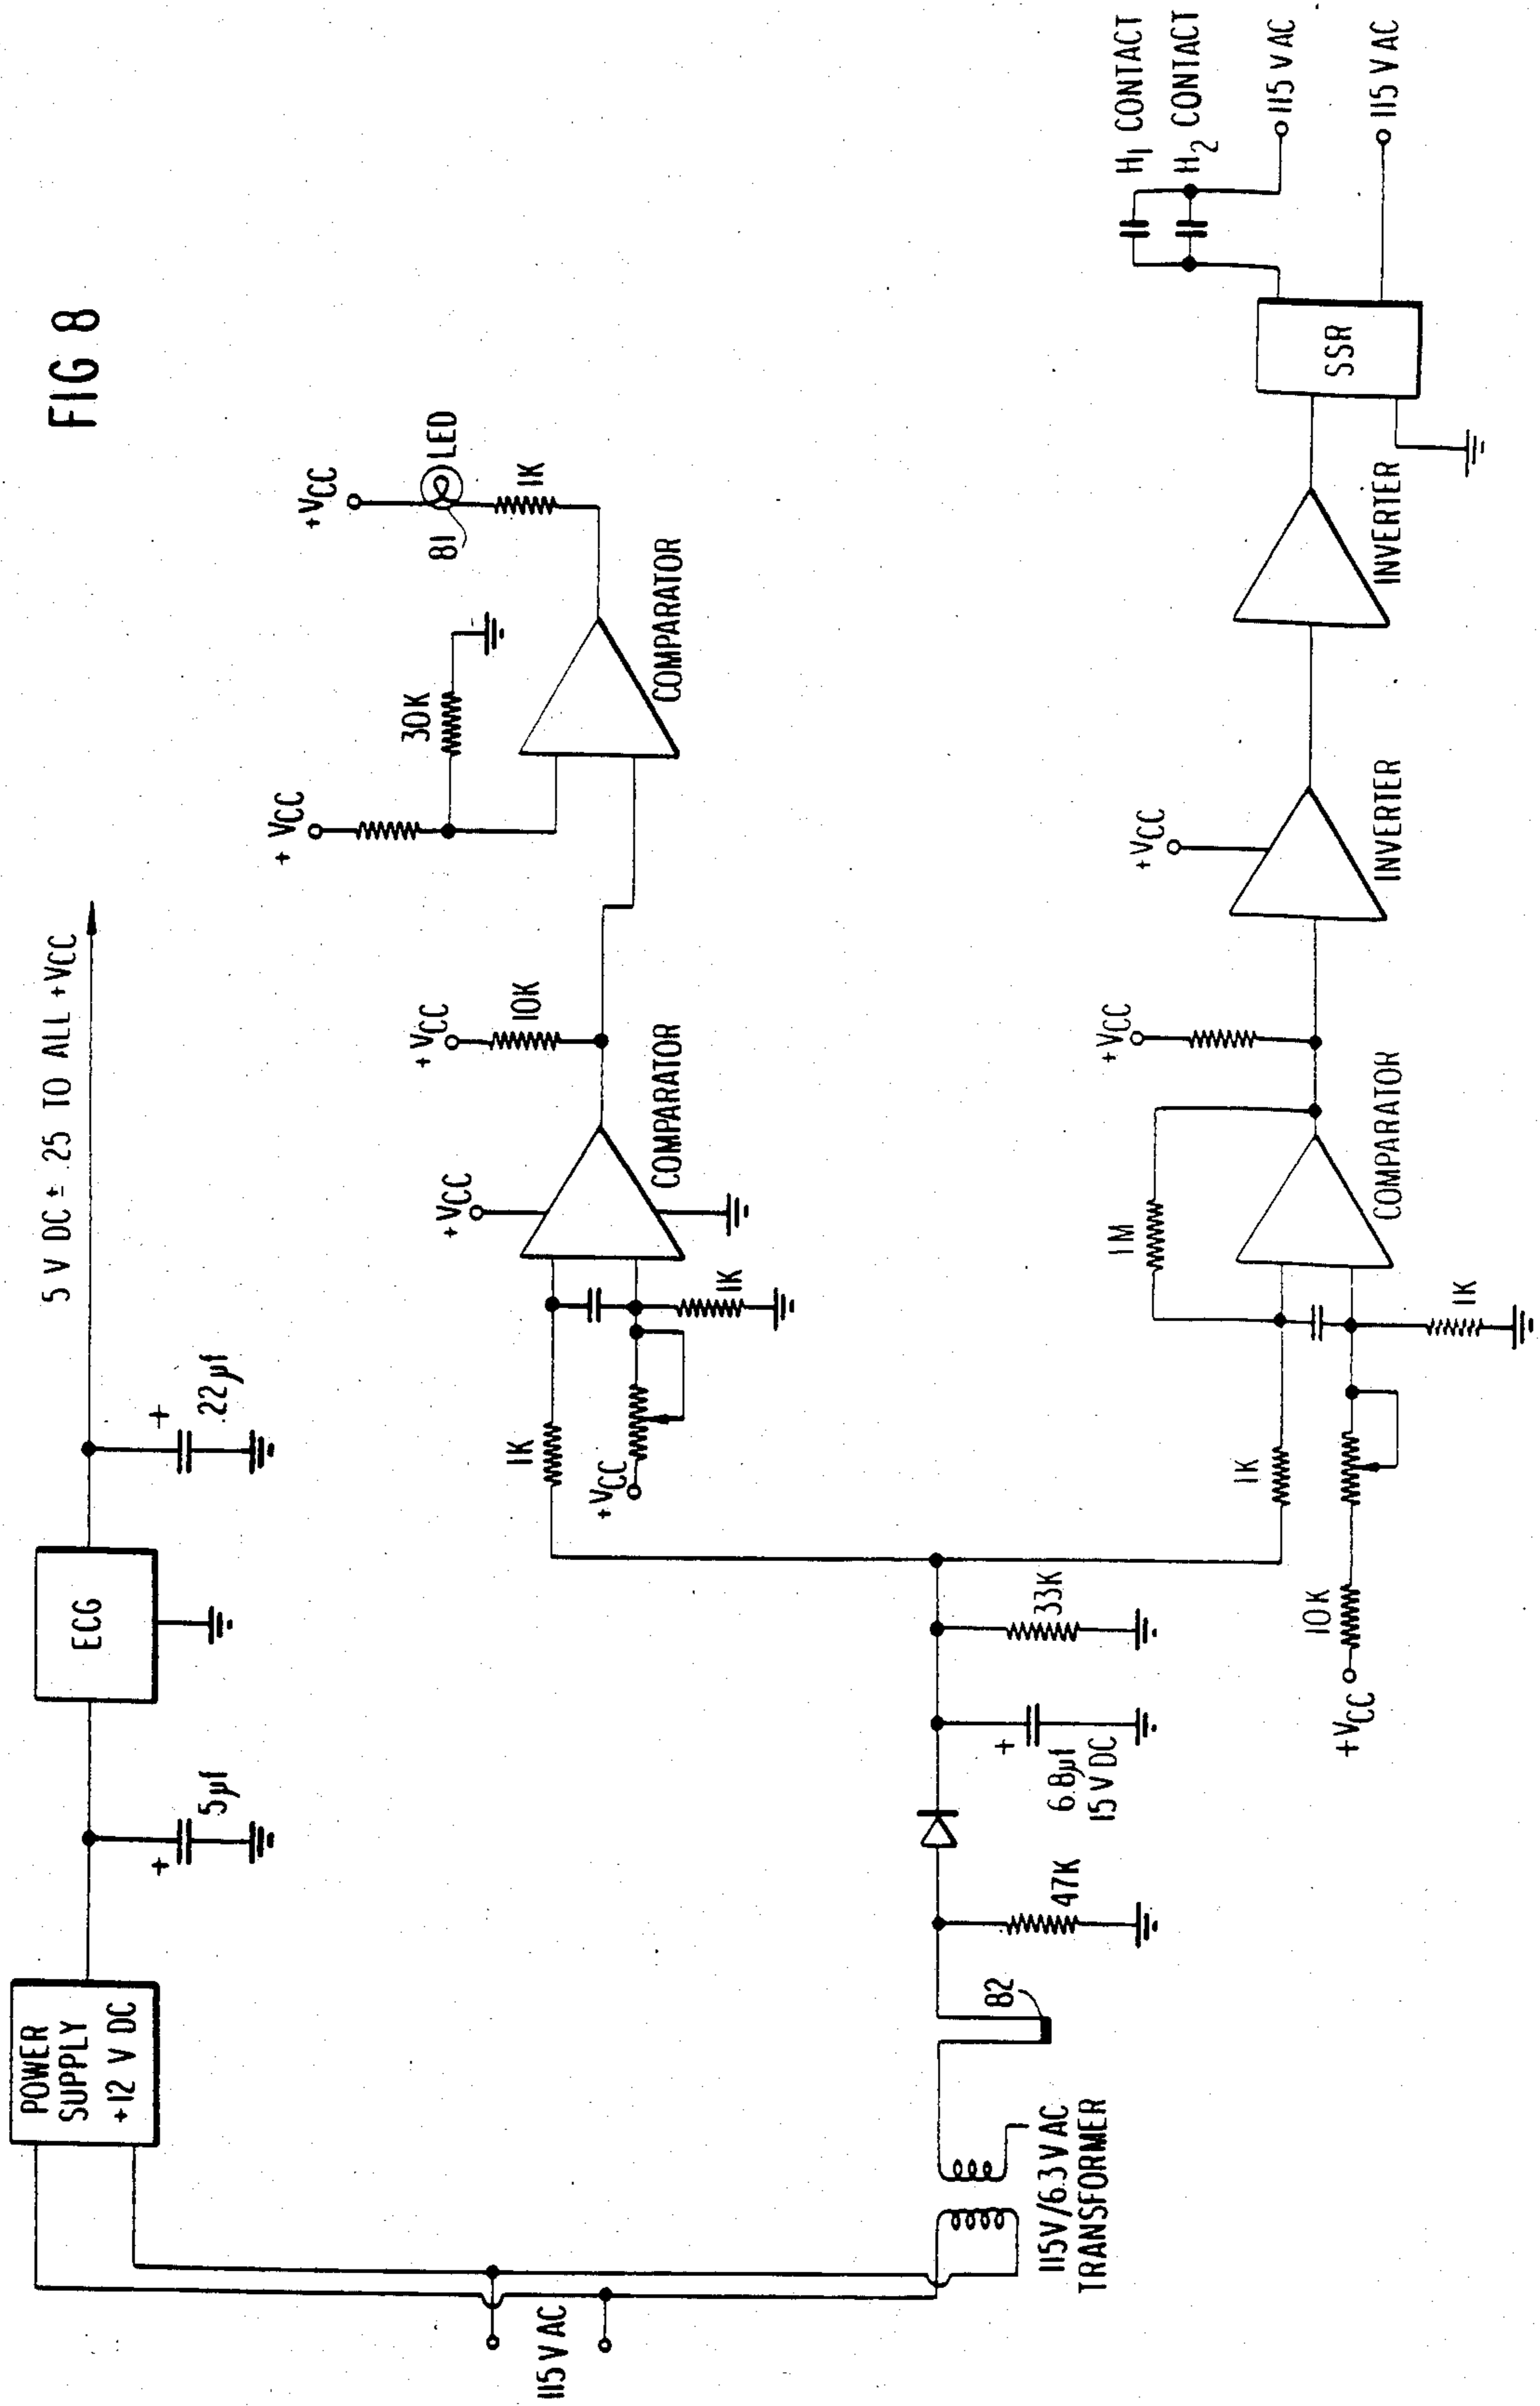 FIG 8
5 V DC ± .25 TO ALL +VCC
POWER
SUPPLY
+12 V DC
5µf
+
ECG
.22µf
+
115 V AC
+VCC
LED
81
1K
+VCC
30K
COMPARATOR
+VCC
10K
+VCC
COMPARATOR
1K
1K
+VCC
115V/6.3 V AC
TRANSFORMER
82
47K
+
6.8µf
15 V DC
33K
1K
10K
+VCC
1K
1M
COMPARATOR
+VCC
+VCC
INVERTER
INVERTER
SSR
H1 CONTACT
H2 CONTACT
115 V AC
115 V AC